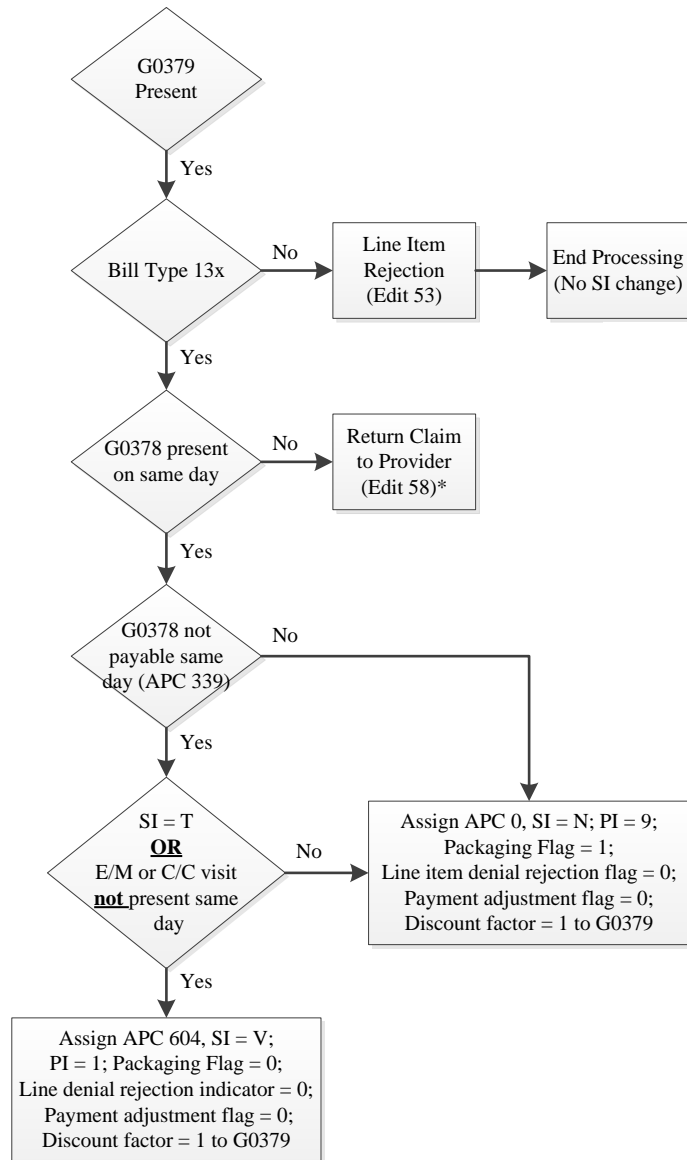 G0379
Present
Yes
Bill Type 13x
No
Line Item
Rejection
(Edit 53)
End Processing
(No SI change)
Yes
G0378 present
on same day
No
Return Claim
to Provider
(Edit 58)*
Yes
G0378 not
payable same
day (APC 339)
No
Yes
SI = T
OR
E/M or C/C visit
not present same
day
No
Assign APC 0, SI = N; PI = 9;
Packaging Flag = 1;
Line item denial rejection flag = 0;
Payment adjustment flag = 0;
Discount factor = 1 to G0379
Yes
Assign APC 604, SI = V;
PI = 1; Packaging Flag = 0;
Line denial rejection indicator = 0;
Payment adjustment flag = 0;
Discount factor = 1 to G0379